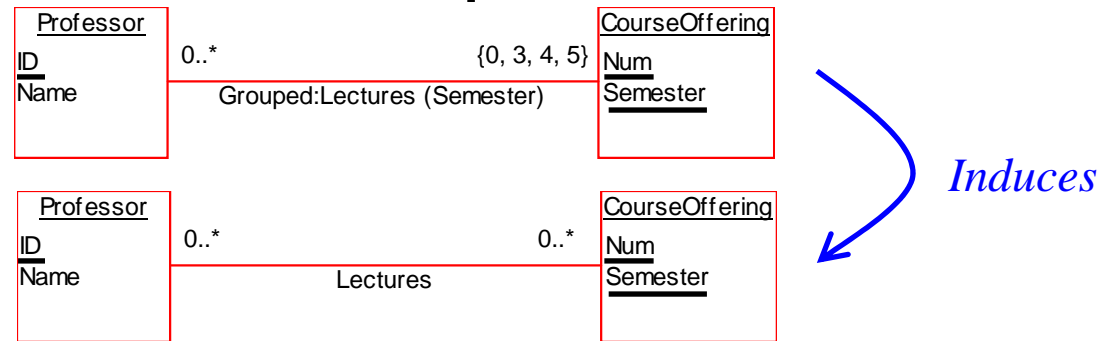 Professor
ID
Name
0..*
{0, 3, 4, 5}
Grouped:Lectures (Semester)
CourseOffering
Num
Semester
Induces
Professor
ID
Name
0..*
0..*
Lectures
CourseOffering
Num
Semester